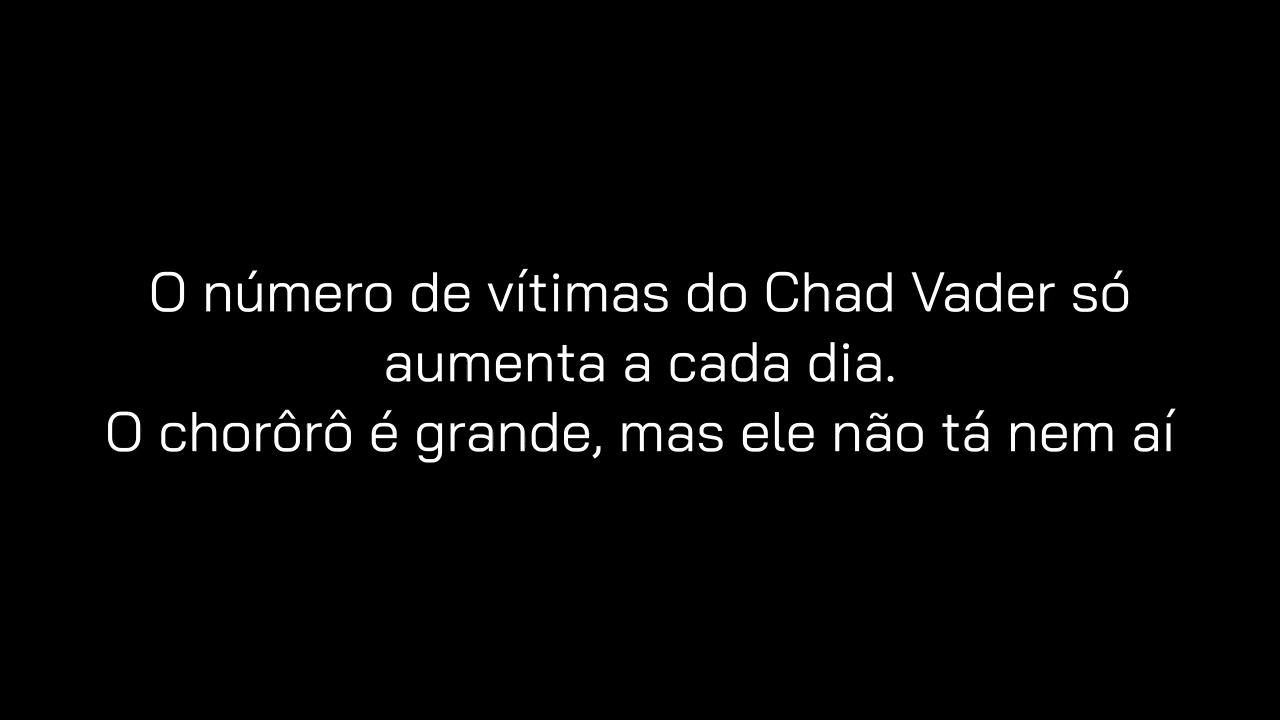 O número de vítimas do Chad Vader só
aumenta a cada dia.
O chorôrô é grande, mas ele não tá nem aí